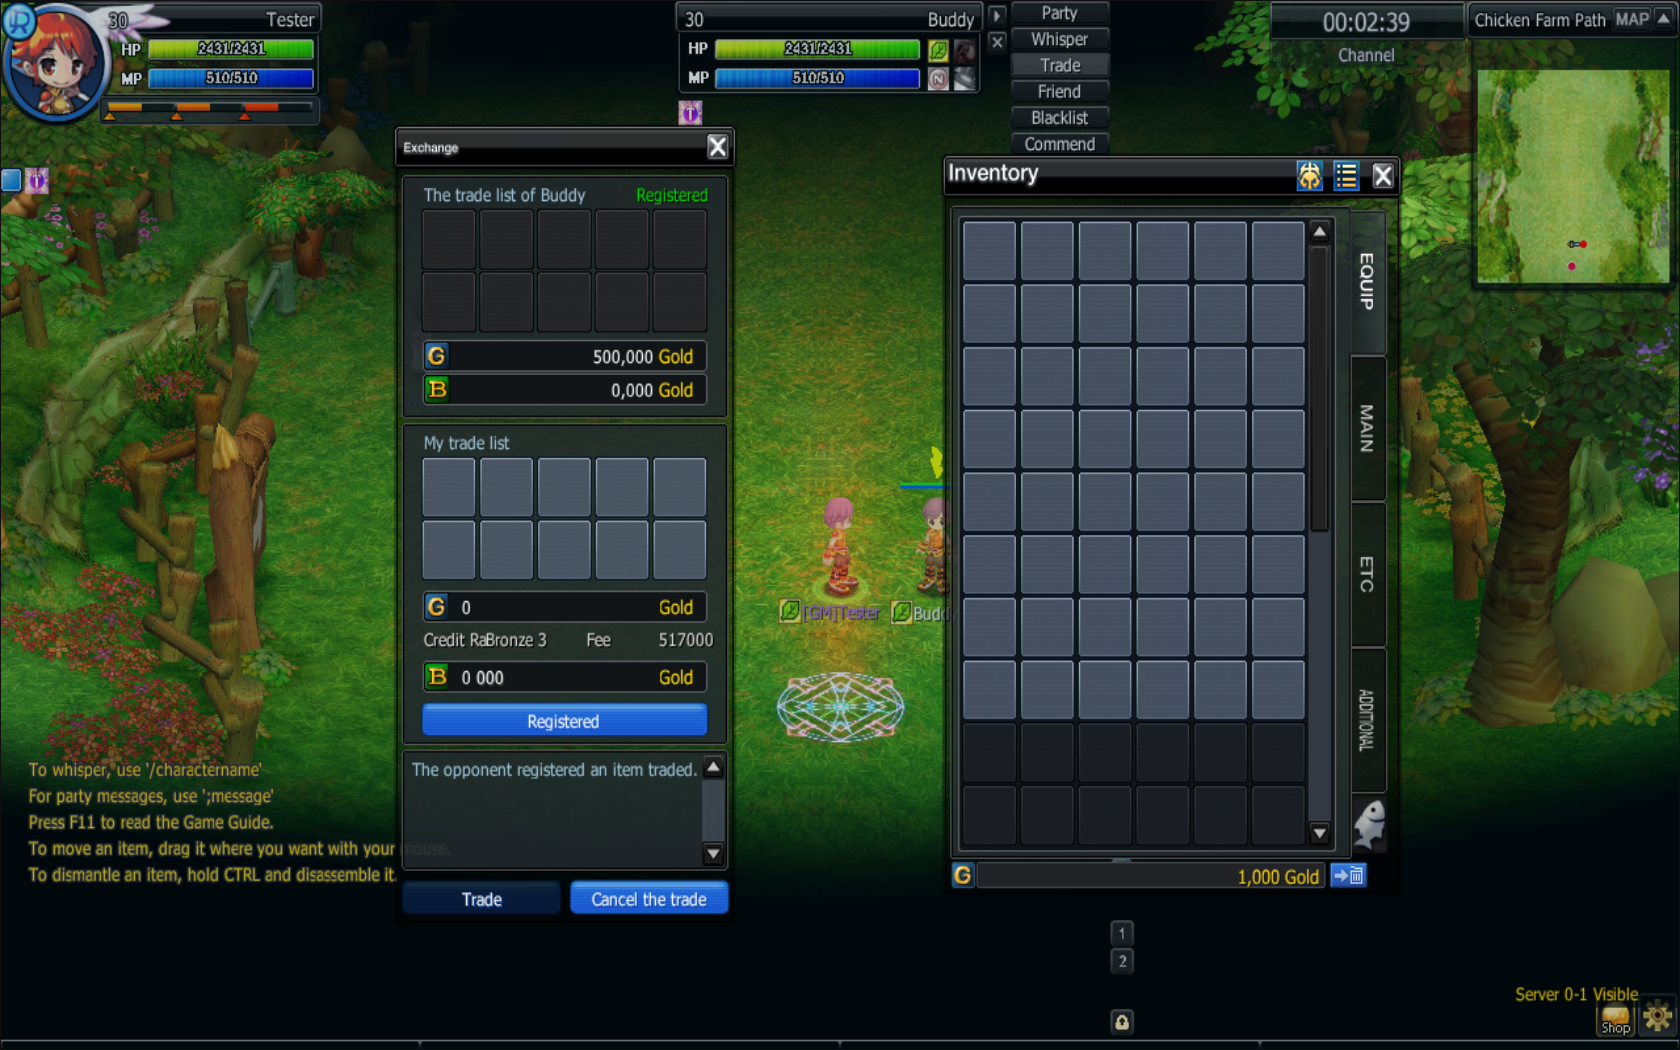 30 Tester
HP 2431/2431
MP 510/510
30 Buddy
HP 2431/2431
MP 510/510
Party
Whisper
Trade
Friend
Blacklist
Commend
00:02:39
Channel
Chicken Farm Path MAP
Exchange
The trade list of Buddy Registered
G 500,000 Gold
B 0,000 Gold
My trade list
G 0 Gold
Credit RaBronze 3 Fee 517000
B 0 000 Gold
Registered
The opponent registered an item traded.
Trade Cancel the trade
Inventory
EQUIP
MAIN
ETC
ADDITIONAL
G 1,000 Gold
[GM]Tester Buddy
To whisper, use '/charactername'
For party messages, use ';message'
Press F11 to read the Game Guide.
To move an item, drag it where you want with your mouse.
To dismantle an item, hold CTRL and disassemble it.
1
2
Server 0-1 Visible
Shop